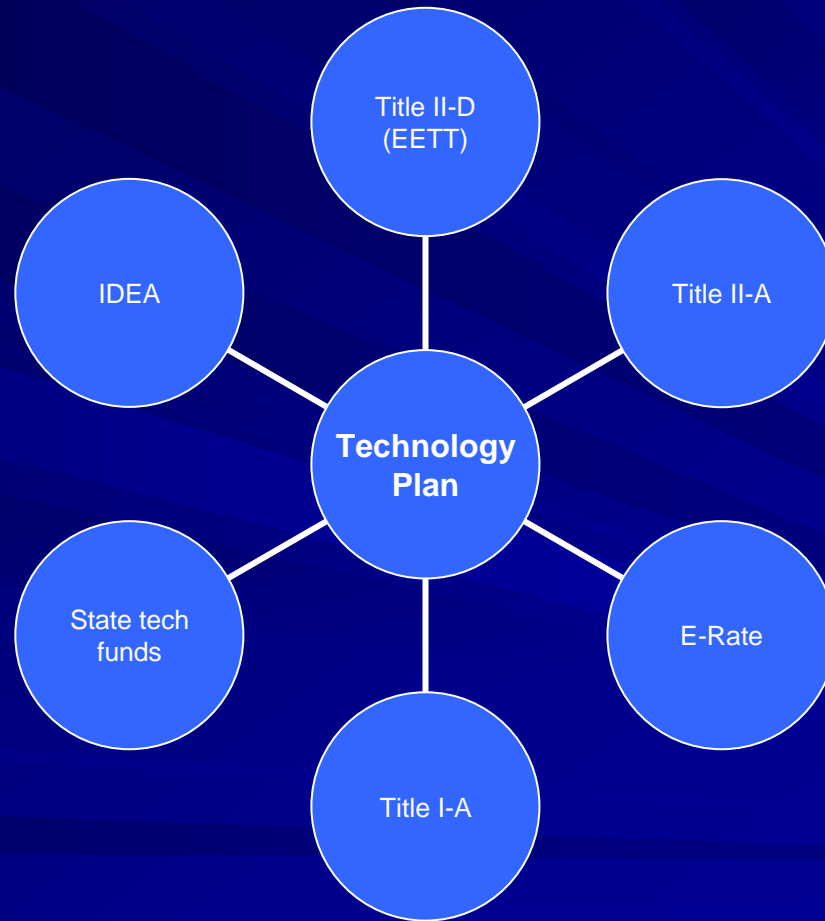 Title II-D
(EETT)
IDEA
Title II-A
Technology
Plan
State tech
funds
E-Rate
Title I-A